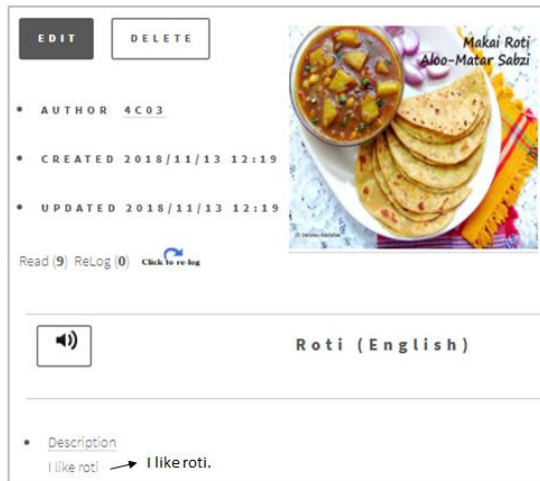 EDIT DELETE
Makai Roti
Aloo-Matar Sabzi
AUTHOR 4C03
CREATED 2018/11/13 12:19
UPDATED 2018/11/13 12:19
Read (9) ReLog (0) Click to re-log
Roti (English)
Description
I like roti I like roti.